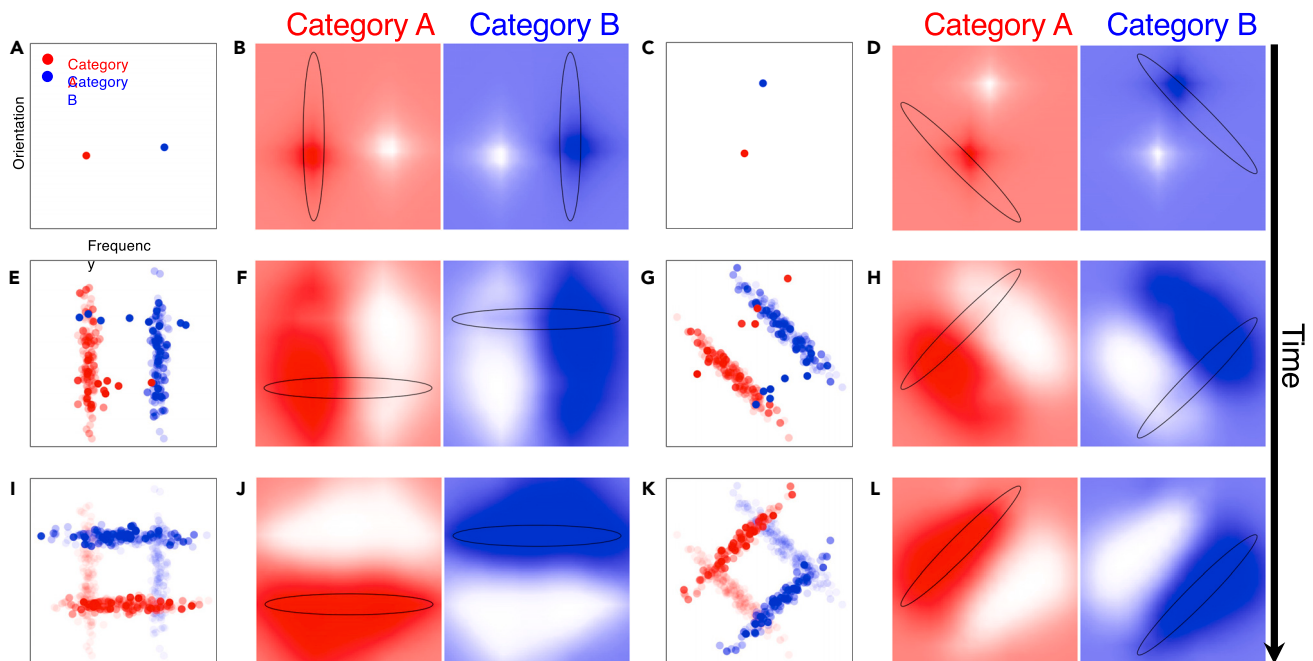 Category A Category B Category A Category B
A
B
C
D
Category
A
Category
B
Orientation
Frequenc
y
E
F
G
H
Time
I
J
K
L